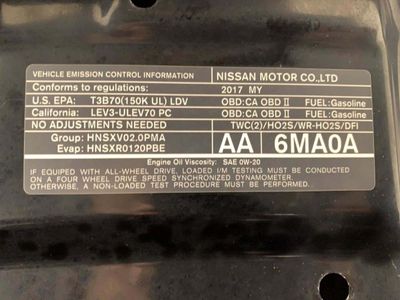 VEHICLE EMISSION CONTROL INFORMATION NISSAN MOTOR CO.,LTD
Conforms to regulations: 2017 MY
U.S. EPA: T3B70(150K UL) LDV OBD:CA OBD II FUEL:Gasoline
California: LEV3-ULEV70 PC OBD:CA OBD II FUEL:Gasoline
NO ADJUSTMENTS NEEDED TWC(2)/HO2S/WR-HO2S/DFI
Group: HNSXV02.0PMA
Evap: HNSXR0120PBE
AA 6MA0A
Engine Oil Viscosity: SAE 0W-20
IF EQUIPPED WITH ALL-WHEEL DRIVE, LOADED I/M TESTING MUST BE CONDUCTED
ON A FOUR WHEEL DRIVE SPEED SYNCHRONIZED DYNAMOMETER. OTHERWISE,
A NON-LOADED TEST PROCEDURE MUST BE PERFORMED.